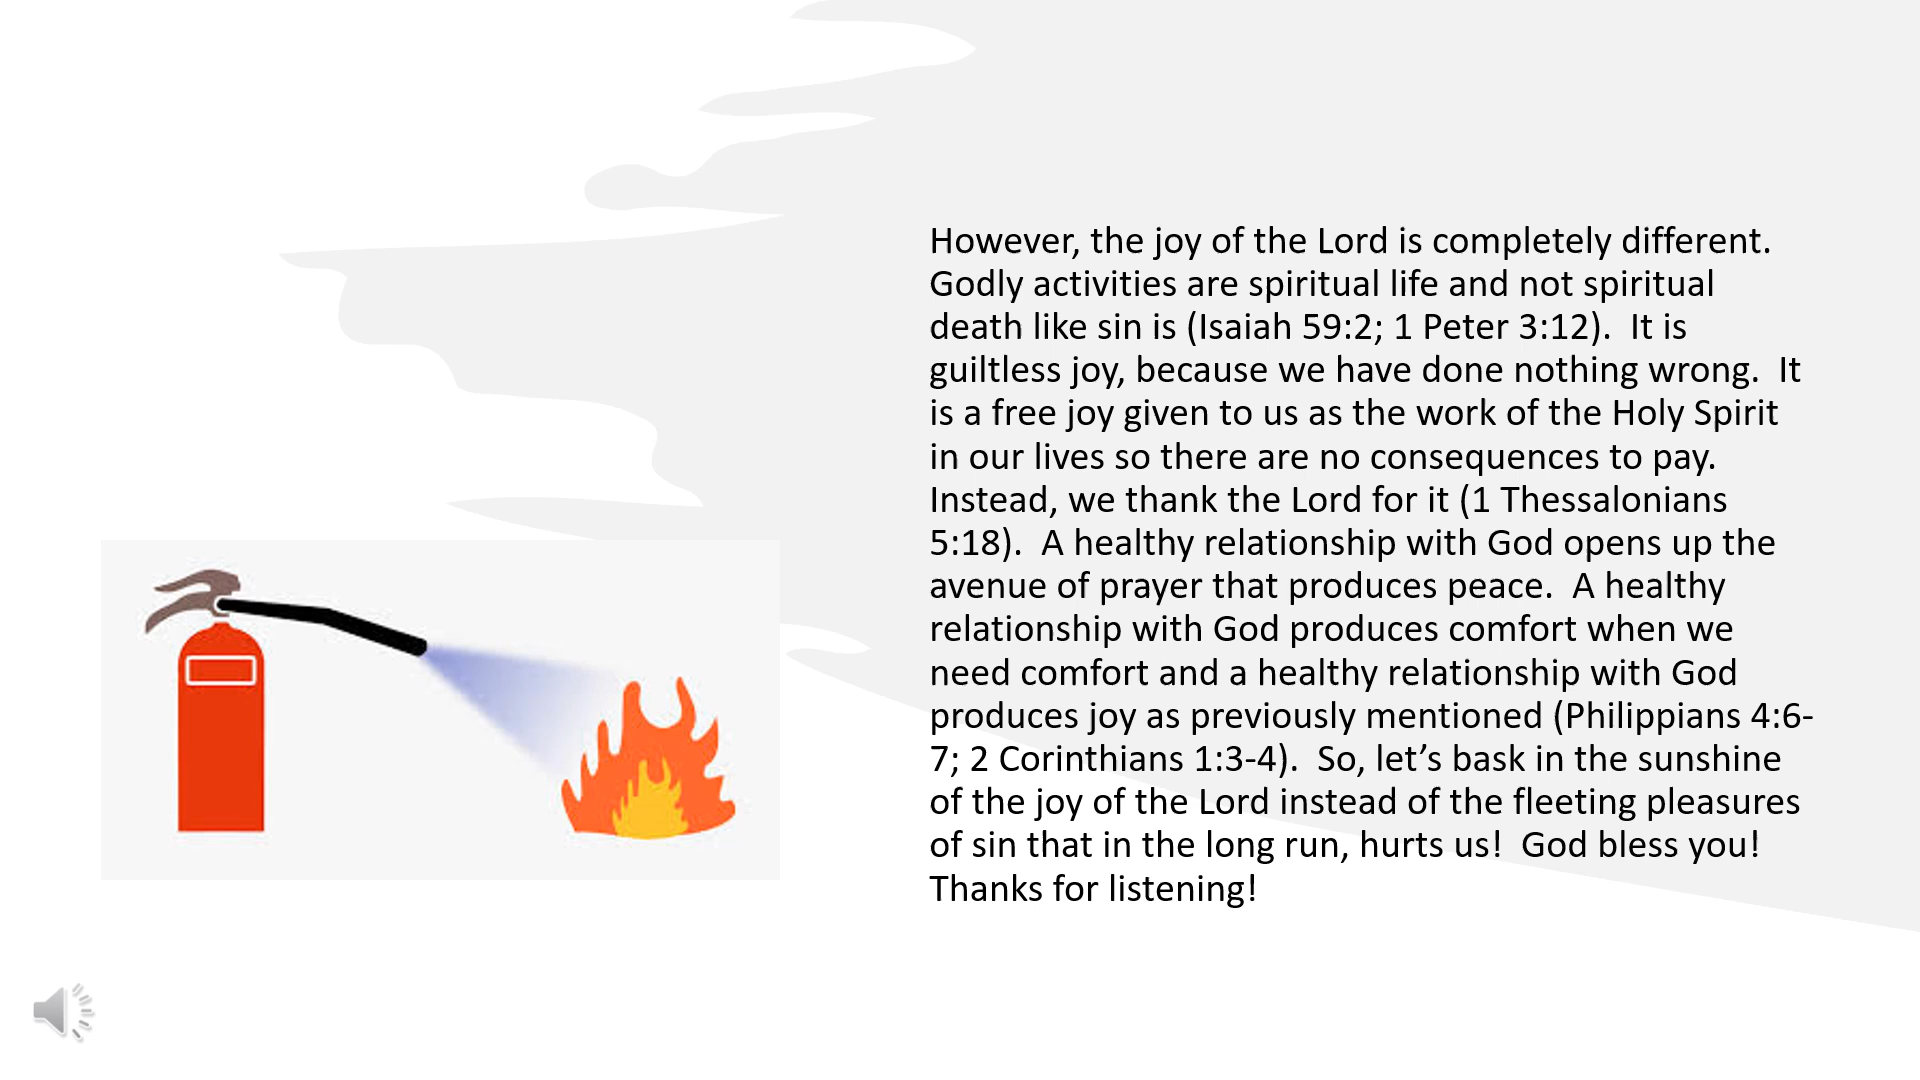 However, the joy of the Lord is completely different.
Godly activities are spiritual life and not spiritual
death like sin is (Isaiah 59:2; 1 Peter 3:12).  It is
guiltless joy, because we have done nothing wrong.  It
is a free joy given to us as the work of the Holy Spirit
in our lives so there are no consequences to pay.
Instead, we thank the Lord for it (1 Thessalonians
5:18).  A healthy relationship with God opens up the
avenue of prayer that produces peace.  A healthy
relationship with God produces comfort when we
need comfort and a healthy relationship with God
produces joy as previously mentioned (Philippians 4:6-
7; 2 Corinthians 1:3-4).  So, let’s bask in the sunshine
of the joy of the Lord instead of the fleeting pleasures
of sin that in the long run, hurts us!  God bless you!
Thanks for listening!